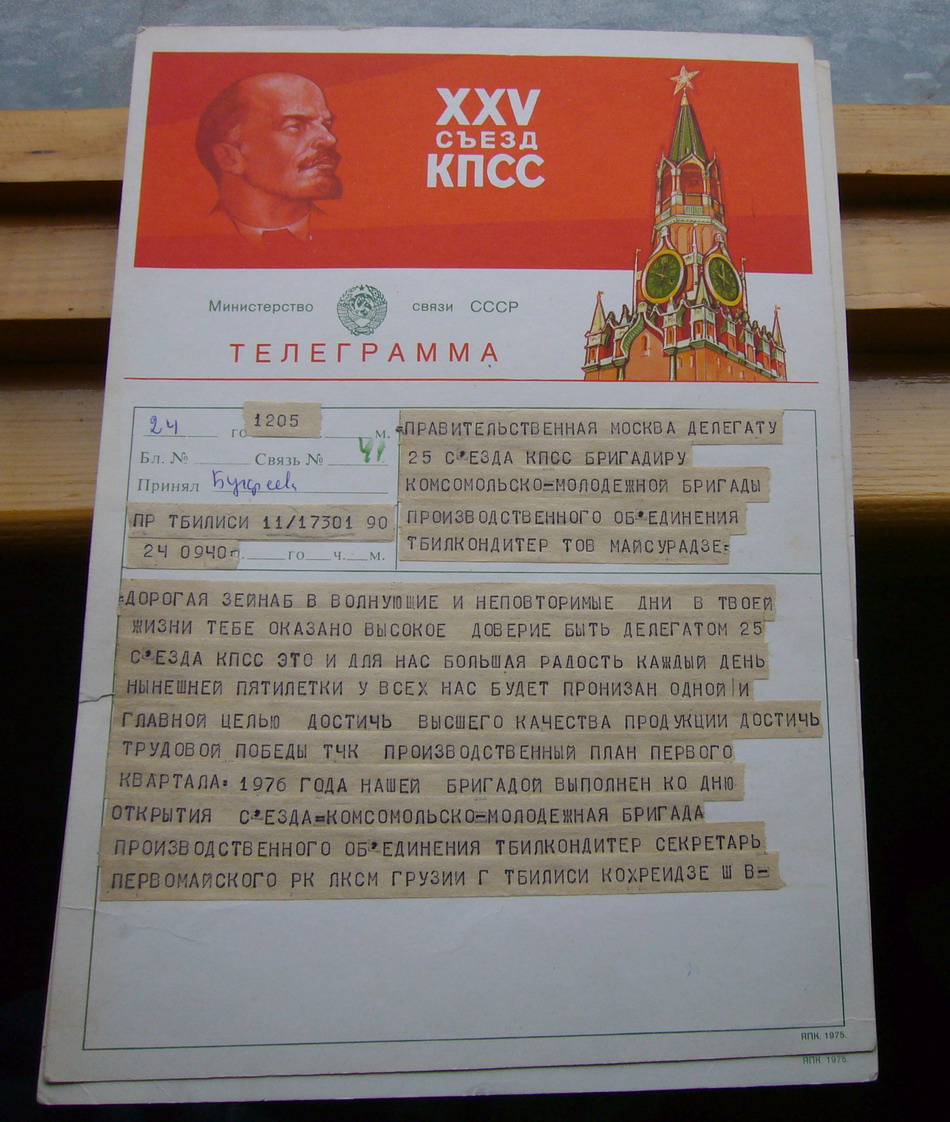 XXV
СЪЕЗД
КПСС
Министерство связи СССР
ТЕЛЕГРАММА
24 го 1205 м.
Бл. № Связь № 41
Принял
ПР ТБИЛИСИ 11/17301 90
24 0940= го ч. м.
=ПРАВИТЕЛЬСТВЕННАЯ МОСКВА ДЕЛЕГАТУ
25 С'ЕЗДА КПСС БРИГАДИРУ
КОМСОМОЛЬСКО=МОЛОДЕЖНОЙ БРИГАДЫ
ПРОИЗВОДСТВЕННОГО ОБ'ЕДИНЕНИЯ
ТБИЛКОНДИТЕР ТОВ МАЙСУРАДЗЕ=
=ДОРОГАЯ ЗЕЙНАБ В ВОЛНУЮЩИЕ И НЕПОВТОРИМЫЕ ДНИ В ТВОЕЙ
ЖИЗНИ ТЕБЕ ОКАЗАНО ВЫСОКОЕ ДОВЕРИЕ БЫТЬ ДЕЛЕГАТОМ 25
С'ЕЗДА КПСС ЭТО И ДЛЯ НАС БОЛЬШАЯ РАДОСТЬ КАЖДЫЙ ДЕНЬ
НЫНЕШНЕЙ ПЯТИЛЕТКИ У ВСЕХ НАС БУДЕТ ПРОНИЗАН ОДНОЙ И
ГЛАВНОЙ ЦЕЛЬЮ ДОСТИЧЬ ВЫСШЕГО КАЧЕСТВА ПРОДУКЦИИ ДОСТИЧЬ
ТРУДОВОЙ ПОБЕДЫ ТЧК ПРОИЗВОДСТВЕННЫЙ ПЛАН ПЕРВОГО
КВАРТАЛА: 1976 ГОДА НАШЕЙ БРИГАДОЙ ВЫПОЛНЕН КО ДНЮ
ОТКРЫТИЯ С'ЕЗДА=КОМСОМОЛЬСКО=МОЛОДЕЖНАЯ БРИГАДА
ПРОИЗВОДСТВЕННОГО ОБ'ЕДИНЕНИЯ ТБИЛКОНДИТЕР СЕКРЕТАРЬ
ПЕРВОМАЙСКОГО РК ЛКСМ ГРУЗИИ Г ТБИЛИСИ КОХРЕИДЗЕ Ш В=
ЯПК. 1975.
ЯПК. 1975.